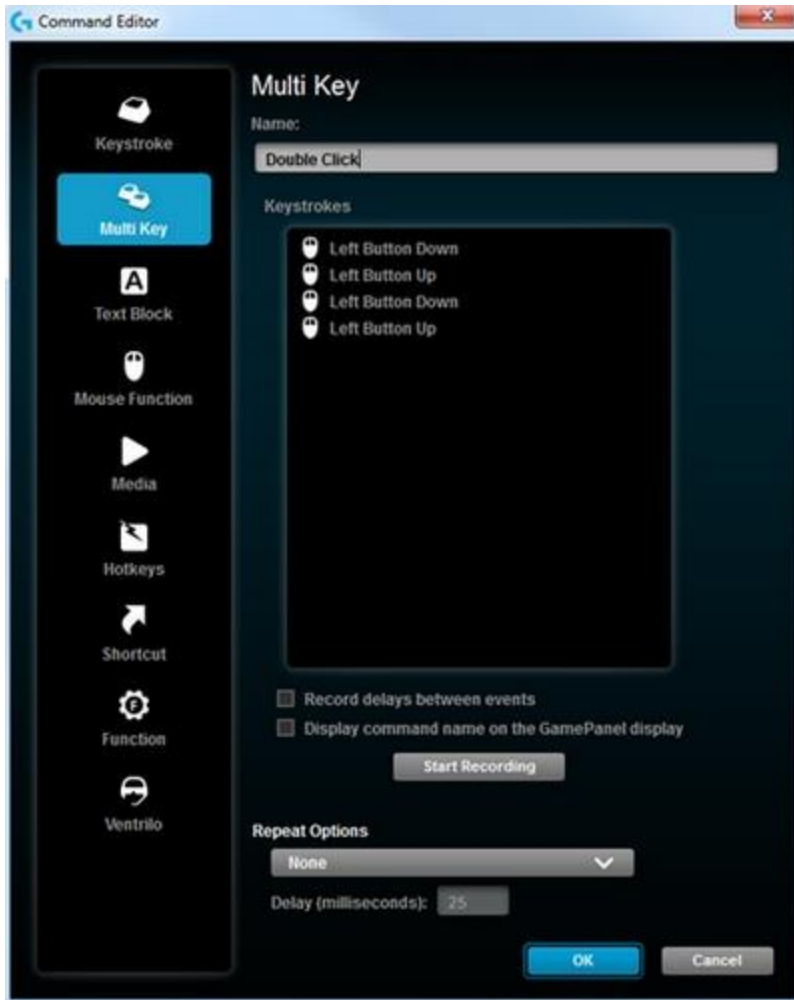 Command Editor
Keystroke
Multi Key
Text Block
Mouse Function
Media
Hotkeys
Shortcut
Function
Ventrilo
Multi Key
Name:
Double Click
Keystrokes
Left Button Down
Left Button Up
Left Button Down
Left Button Up
Record delays between events
Display command name on the GamePanel display
Start Recording
Repeat Options
None
Delay (milliseconds): 25
OK Cancel